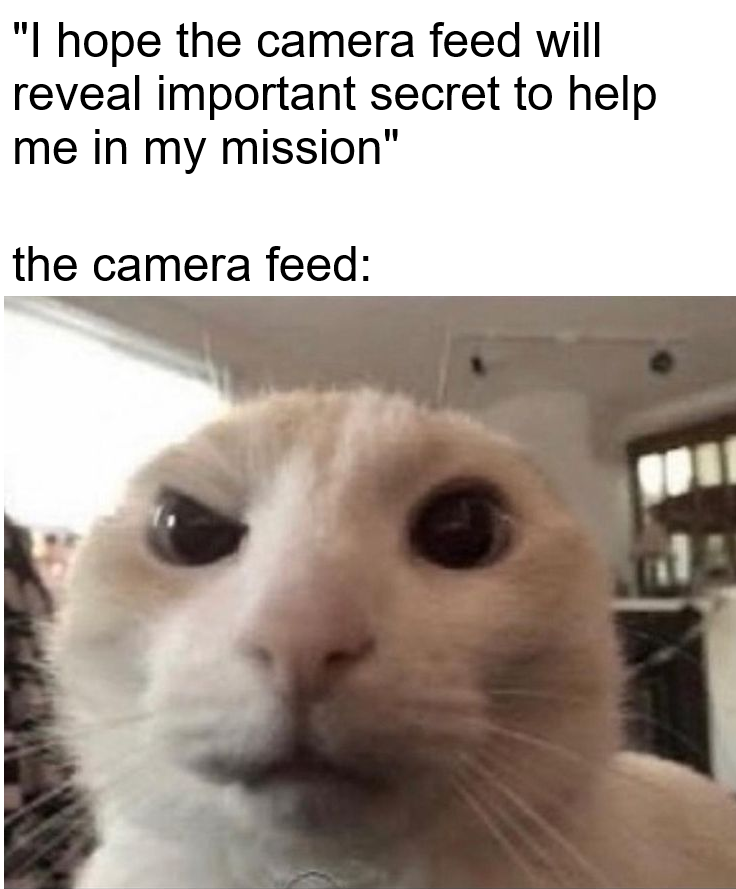 "I hope the camera feed will
reveal important secret to help
me in my mission"
the camera feed: